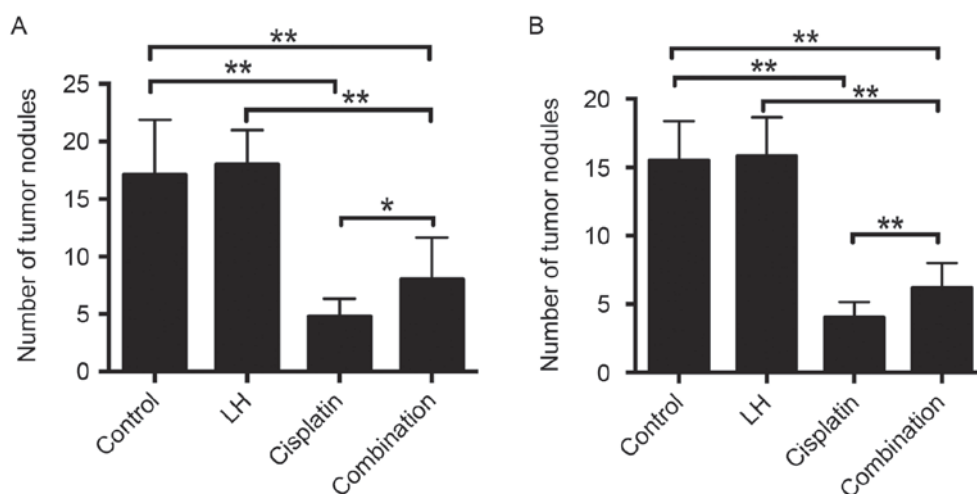 A
**
**
**
*
Number of tumor nodules
25
20
15
10
5
0
Control
LH
Cisplatin
Combination
B
**
**
**
**
Number of tumor nodules
20
15
10
5
0
Control
LH
Cisplatin
Combination